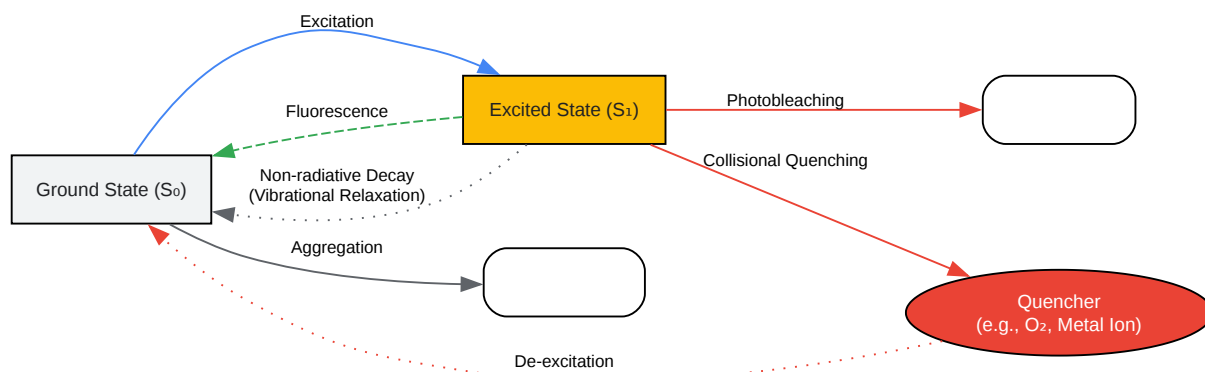 Excitation
Excited State (S₁)
Photobleaching
Fluorescence
Collisional Quenching
Ground State (S₀)
Non-radiative Decay
(Vibrational Relaxation)
Aggregation
Quencher
(e.g., O₂, Metal Ion)
De-excitation